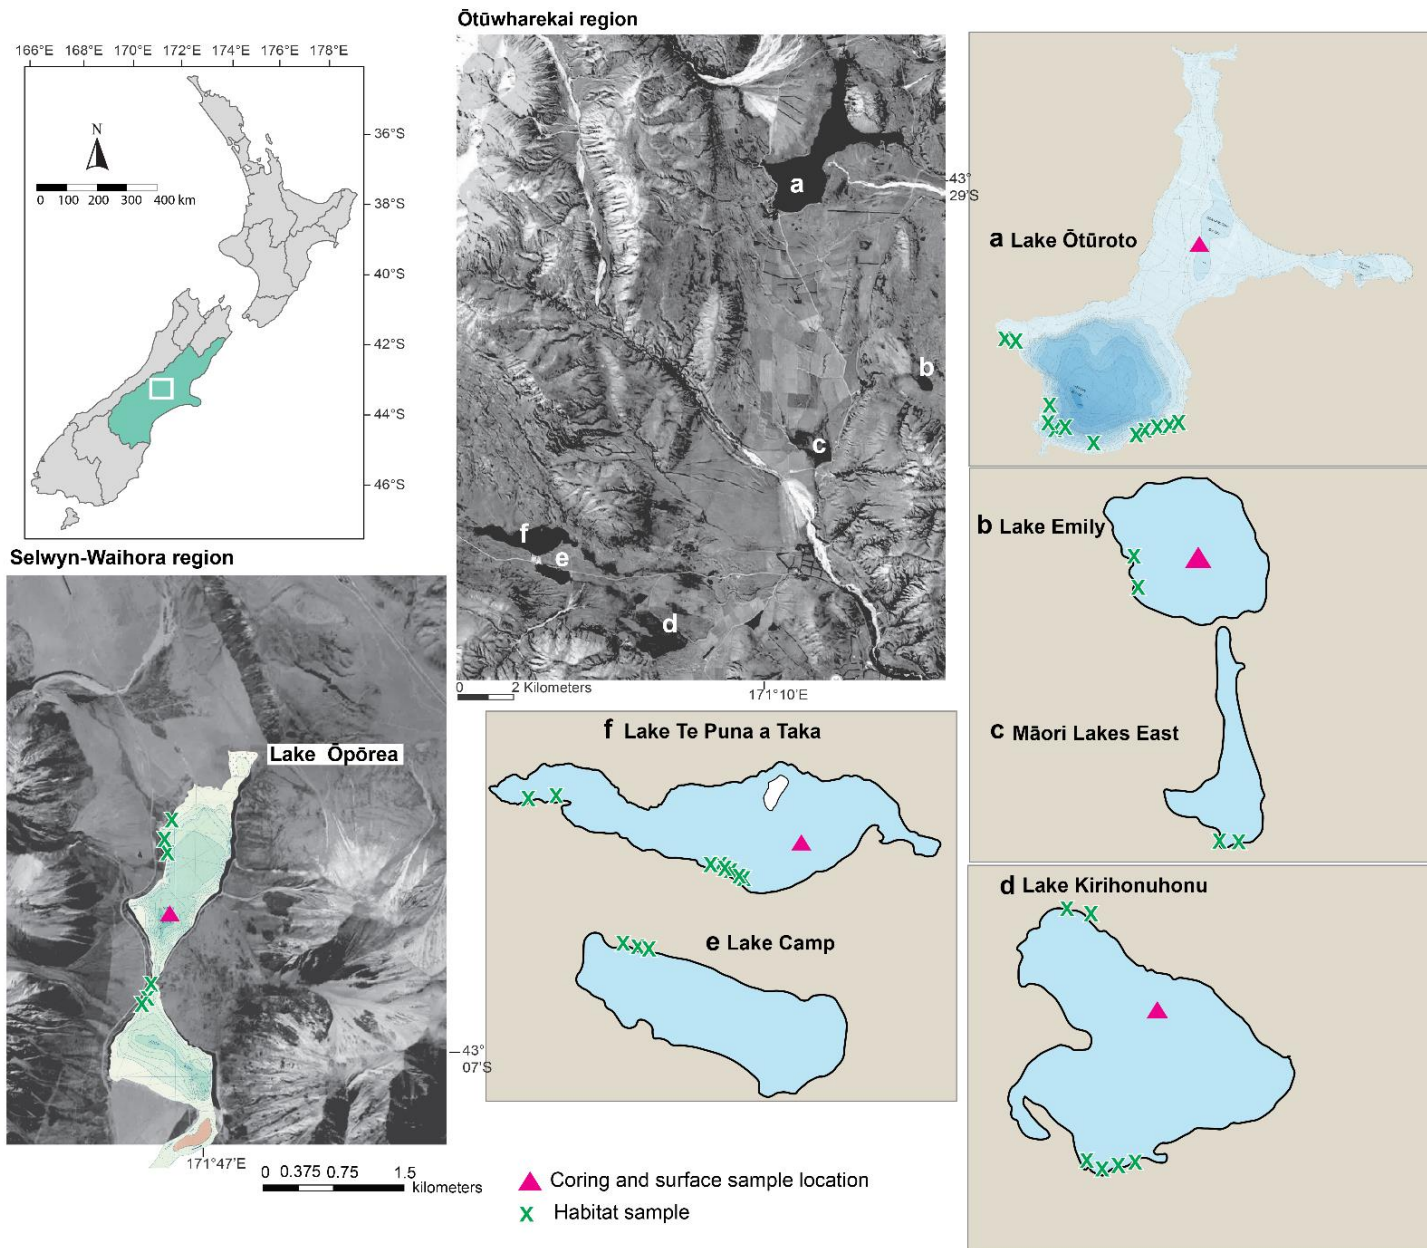 Ōtūwharekai region
166°E 168°E 170°E 172°E 174°E 176°E 178°E
N
0 100 200 300 400 km
36°S
38°S
40°S
42°S
44°S
46°S
a
b
c
d
e
f
43°
29'S
0 2 Kilometers
171°10'E
a Lake Ōtūroto
b Lake Emily
c Māori Lakes East
d Lake Kirihonuhonu
f Lake Te Puna a Taka
e Lake Camp
Selwyn-Waihora region
Lake Ōpōrea
43°
07'S
171°47'E
0 0.375 0.75 1.5
kilometers
Coring and surface sample location
X Habitat sample